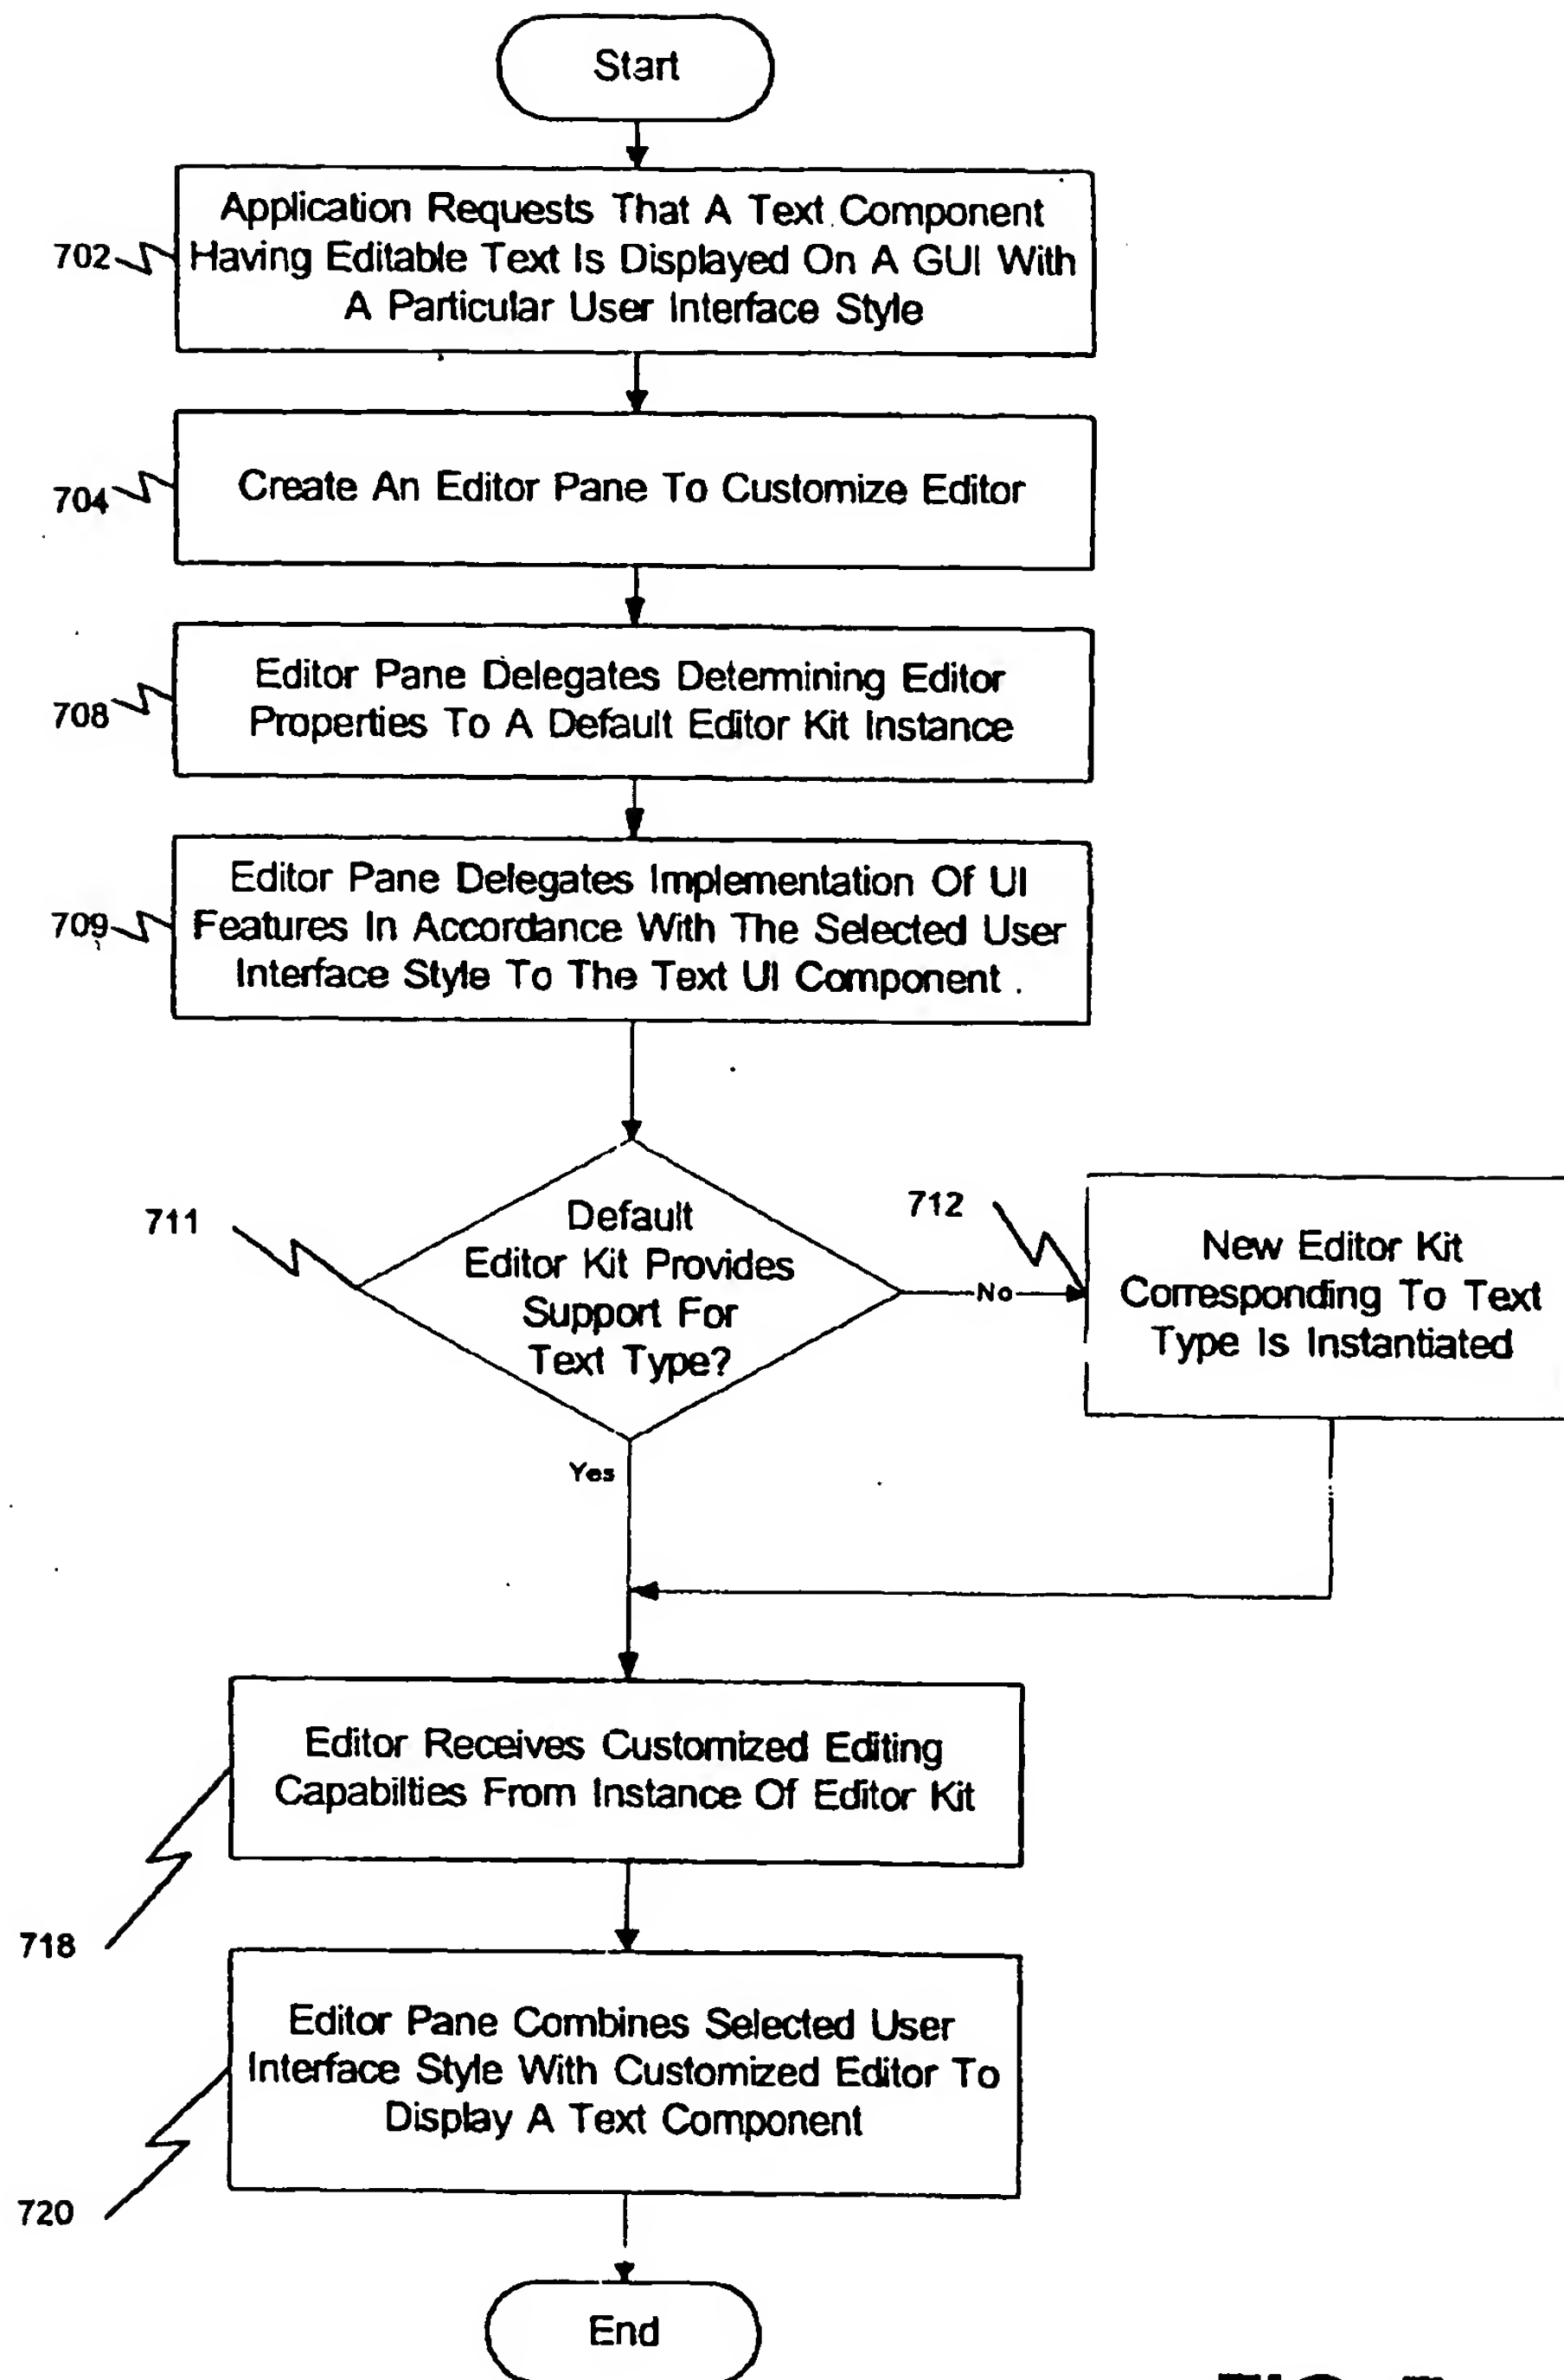 Start
Application Requests That A Text Component
Having Editable Text Is Displayed On A GUI With
A Particular User Interface Style
702
Create An Editor Pane To Customize Editor
704
Editor Pane Delegates Determining Editor
Properties To A Default Editor Kit Instance
708
Editor Pane Delegates Implementation Of UI
Features In Accordance With The Selected User
Interface Style To The Text UI Component .
709
711
Default
Editor Kit Provides
Support For
Text Type?
No
712
New Editor Kit
Corresponding To Text
Type Is Instantiated
Yes
Editor Receives Customized Editing
Capabilties From Instance Of Editor Kit
718
Editor Pane Combines Selected User
Interface Style With Customized Editor To
Display A Text Component
720
End